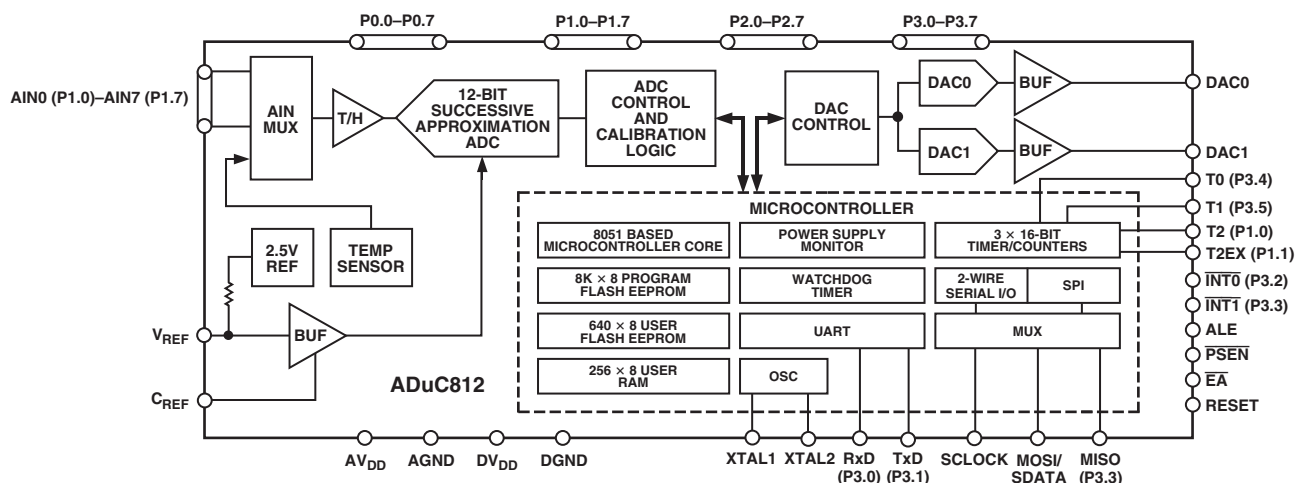 P0.0–P0.7
P1.0–P1.7
P2.0–P2.7
P3.0–P3.7
AIN0 (P1.0)–AIN7 (P1.7)
AIN
MUX
T/H
12-BIT
SUCCESSIVE
APPROXIMATION
ADC
ADC
CONTROL
AND
CALIBRATION
LOGIC
DAC
CONTROL
DAC0
BUF
DAC0
DAC1
BUF
DAC1
T0 (P3.4)
T1 (P3.5)
T2 (P1.0)
T2EX (P1.1)
INT0 (P3.2)
INT1 (P3.3)
ALE
PSEN
EA
RESET
MICROCONTROLLER
8051 BASED
MICROCONTROLLER CORE
POWER SUPPLY
MONITOR
3 × 16-BIT
TIMER/COUNTERS
8K × 8 PROGRAM
FLASH EEPROM
WATCHDOG
TIMER
2-WIRE
SERIAL I/O
SPI
640 × 8 USER
FLASH EEPROM
UART
MUX
256 × 8 USER
RAM
OSC
2.5V
REF
TEMP
SENSOR
VREF
BUF
CREF
ADuC812
AVDD
AGND
DVDD
DGND
XTAL1
XTAL2
RxD
(P3.0)
TxD
(P3.1)
SCLOCK
MOSI/
SDATA
MISO
(P3.3)